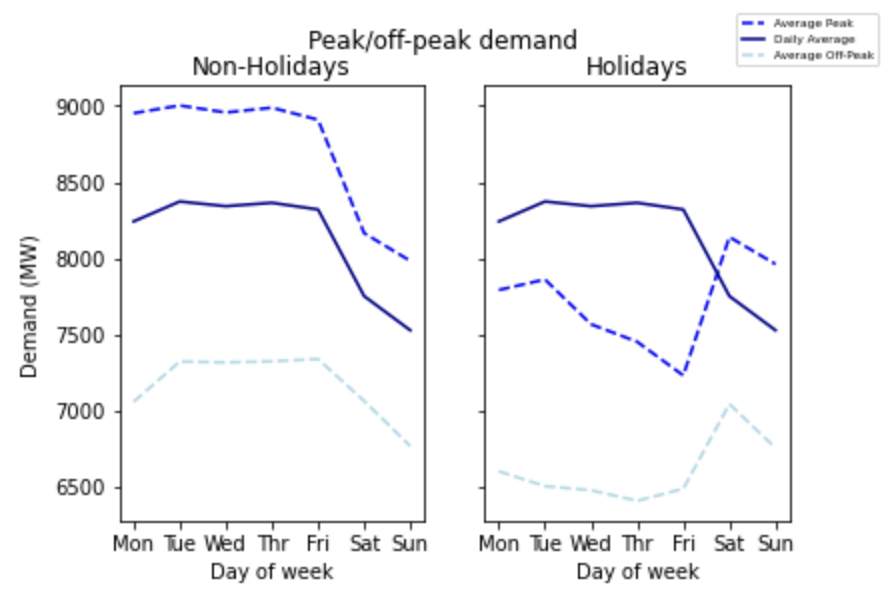 Peak/off-peak demand
Average Peak
Daily Average
Average Off-Peak
Non-Holidays
Holidays
Demand (MW)
9000
8500
8000
7500
7000
6500
Mon Tue Wed Thr Fri Sat Sun
Day of week
Mon Tue Wed Thr Fri Sat Sun
Day of week